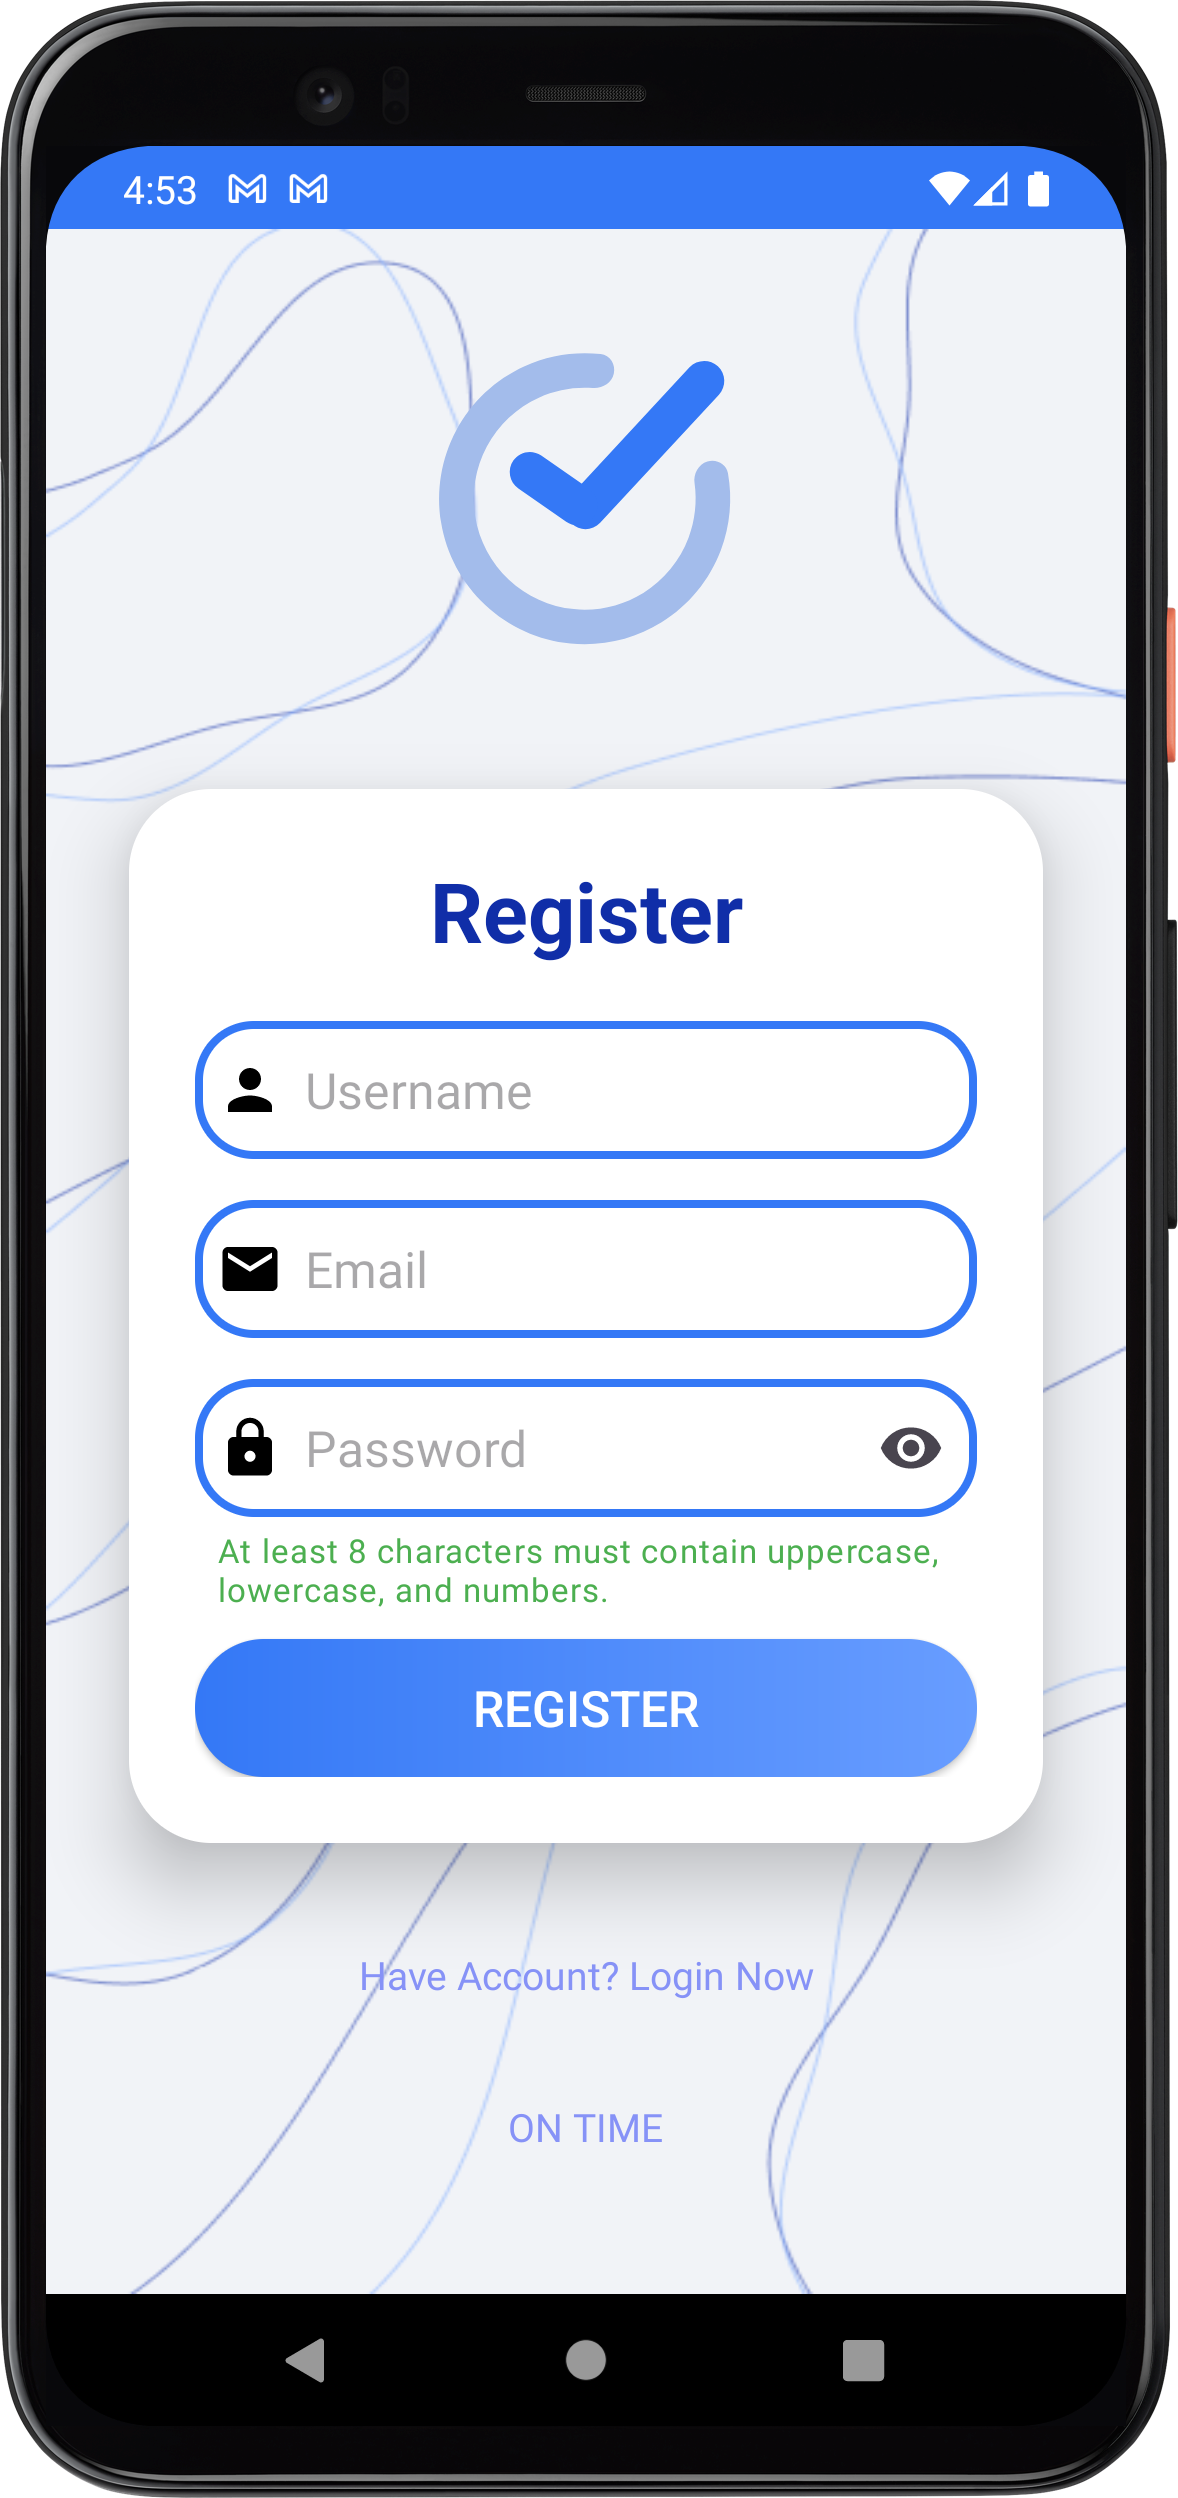 4:53
Register
Username
Email
Password
At least 8 characters must contain uppercase,
lowercase, and numbers.
REGISTER
Have Account? Login Now
ON TIME